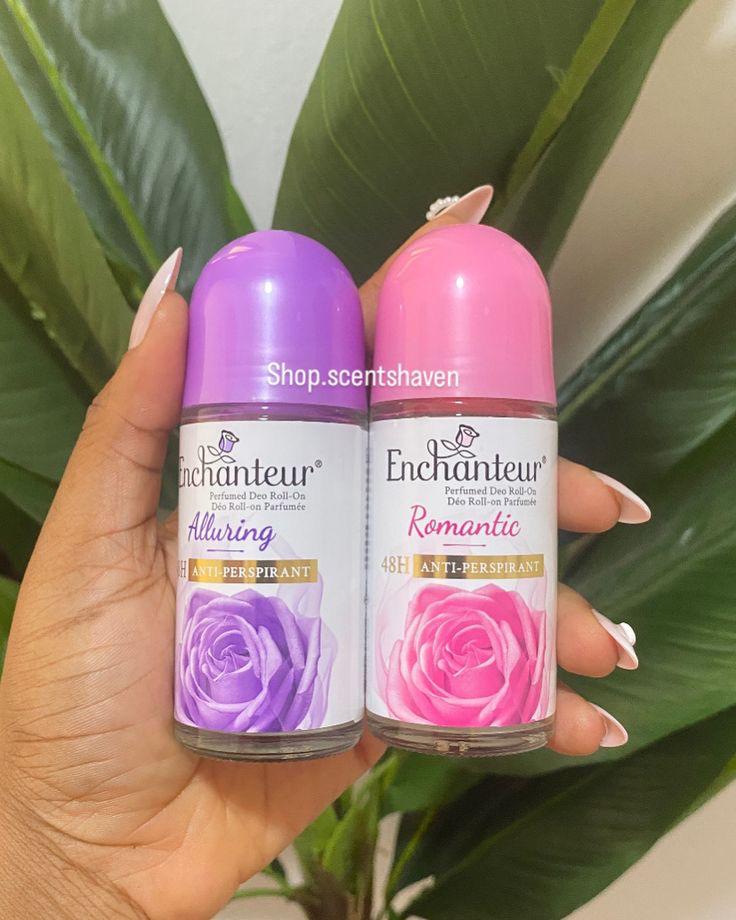 Shop.scentshaven
Enchanteur®
Perfumed Deo Roll-On
Déo Roll-on Parfumée
Alluring
H ANTI-PERSPIRANT
Enchanteur®
Perfumed Deo Roll-On
Déo Roll-on Parfumée
Romantic
48H ANTI-PERSPIRANT